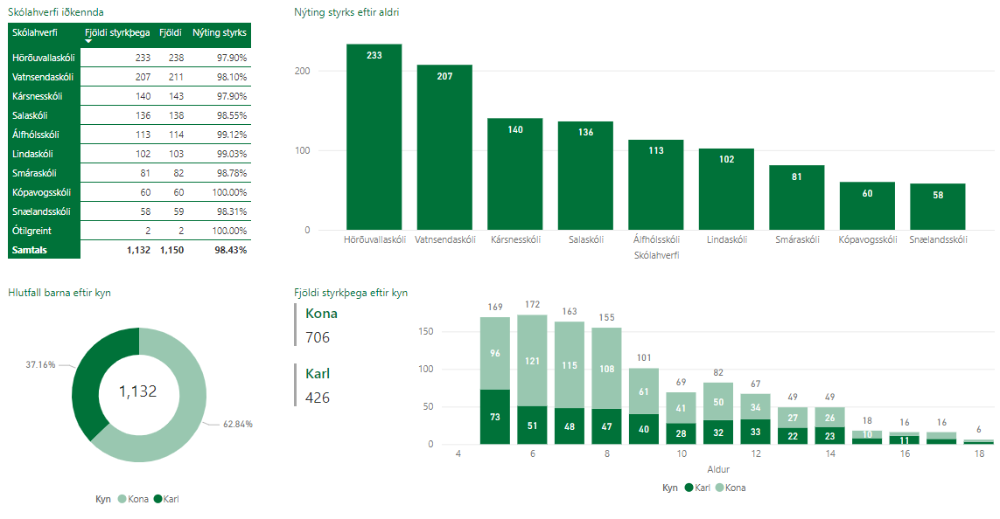 Skólahverfi iðkennda
Skólahverfi Fjöldi styrkþega Fjöldi Nýting styrks
Hörðuvallaskóli 233 238 97.90%
Vatnsendaskóli 207 211 98.10%
Kársnesskóli 140 143 97.90%
Salaskóli 136 138 98.55%
Álfhólsskóli 113 114 99.12%
Lindaskóli 102 103 99.03%
Smáraskóli 81 82 98.78%
Kópavogsskóli 60 60 100.00%
Snælandsskóli 58 59 98.31%
Ótilgreint 2 2 100.00%
Samtals 1,132 1,150 98.43%
Nýting styrks eftir aldri
200
100
0
233 207 140 136 113 102 81 60 58
Hörðuvallaskóli Vatnsendaskóli Kársnesskóli Salaskóli Álfhólsskóli Lindaskóli Smáraskóli Kópavogsskóli Snælandsskóli
Skólahverfi
Hlutfall barna eftir kyn
37.16%
1,132
62.84%
Kyn Kona Karl
Fjöldi styrkþega eftir kyn
Kona
706
Karl
426
150
100
50
0
169 172 163 155 101 69 82 67 49 49 18 16 16 6
96 121 115 108 61 41 50 34 27 26 10
73 51 48 47 40 28 32 33 22 23 11
4 6 8 10 12 14 16 18
Aldur
Kyn Karl Kona